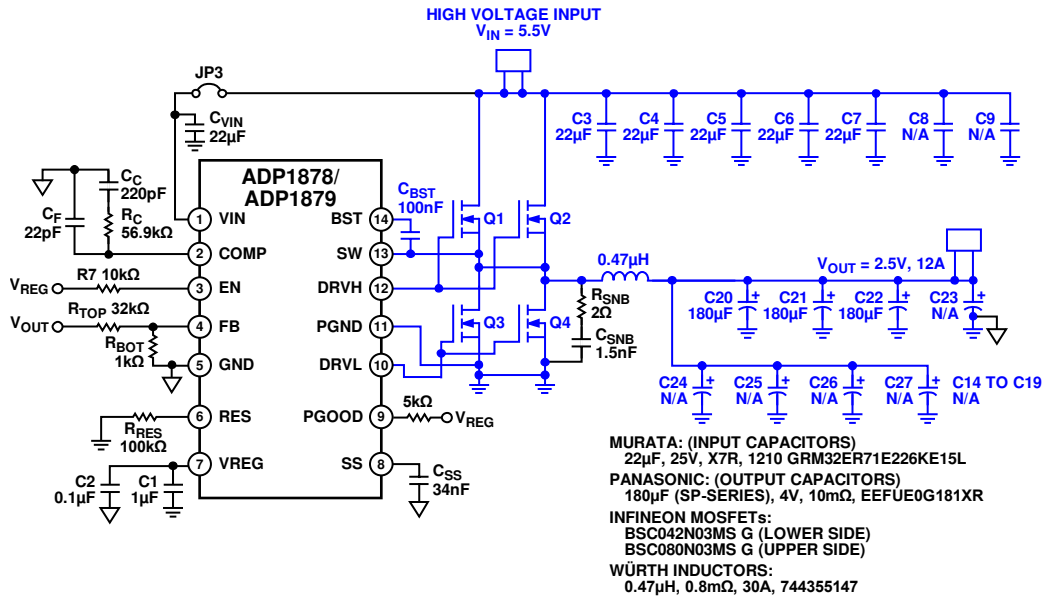 HIGH VOLTAGE INPUT
VIN = 5.5V
JP3
CVIN
22µF
C3
22µF
C4
22µF
C5
22µF
C6
22µF
C7
22µF
C8
N/A
C9
N/A
ADP1878/
ADP1879
CC
220pF
CF
22pF
RC
56.9kΩ
CBST
100nF
1 VIN
BST 14
Q1
Q2
2 COMP
SW 13
VREG
R7 10kΩ
3 EN
DRVH 12
0.47µH
VOUT = 2.5V, 12A
VOUT
RTOP 32kΩ
4 FB
PGND 11
Q3
Q4
RSNB
2Ω
C20
180µF
C21
180µF
C22
180µF
C23
N/A
RBOT
1kΩ
5 GND
DRVL 10
CSNB
1.5nF
6 RES
PGOOD 9
5kΩ
VREG
RRES
100kΩ
C24
N/A
C25
N/A
C26
N/A
C27
N/A
C14 TO C19
N/A
7 VREG
SS 8
C2
0.1µF
C1
1µF
CSS
34nF
MURATA: (INPUT CAPACITORS)
22µF, 25V, X7R, 1210 GRM32ER71E226KE15L
PANASONIC: (OUTPUT CAPACITORS)
180µF (SP-SERIES), 4V, 10mΩ, EEFUE0G181XR
INFINEON MOSFETs:
BSC042N03MS G (LOWER SIDE)
BSC080N03MS G (UPPER SIDE)
WÜRTH INDUCTORS:
0.47µH, 0.8mΩ, 30A, 744355147